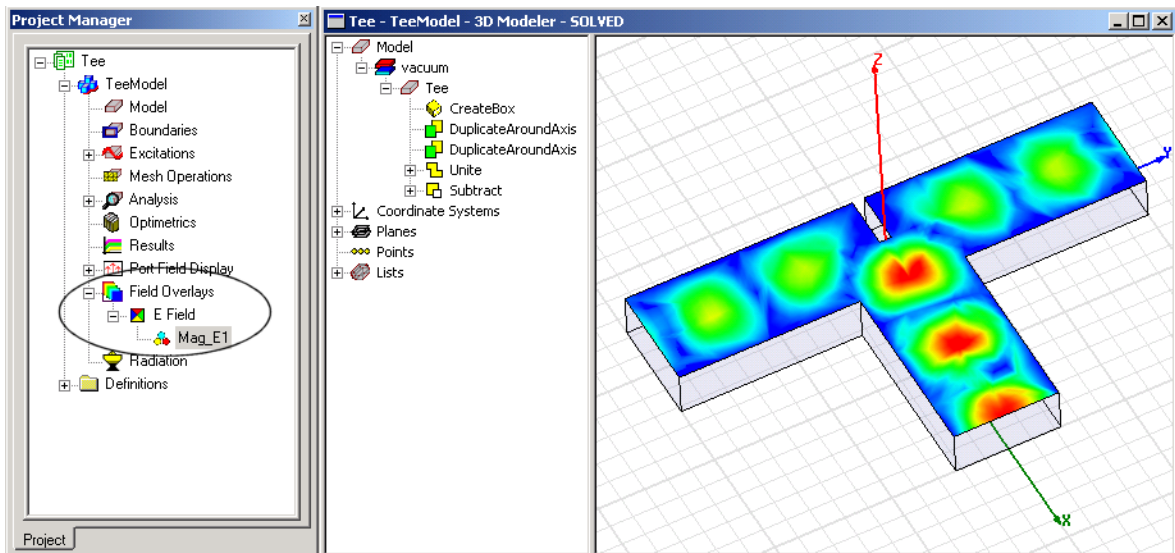 Project Manager
Tee
TeeModel
Model
Boundaries
Excitations
Mesh Operations
Analysis
Optimetrics
Results
Port Field Display
Field Overlays
E Field
Mag_E1
Radiation
Definitions
Project
Tee - TeeModel - 3D Modeler - SOLVED
Model
vacuum
Tee
CreateBox
DuplicateAroundAxis
DuplicateAroundAxis
Unite
Subtract
Coordinate Systems
Planes
Points
Lists
Z
Y
X